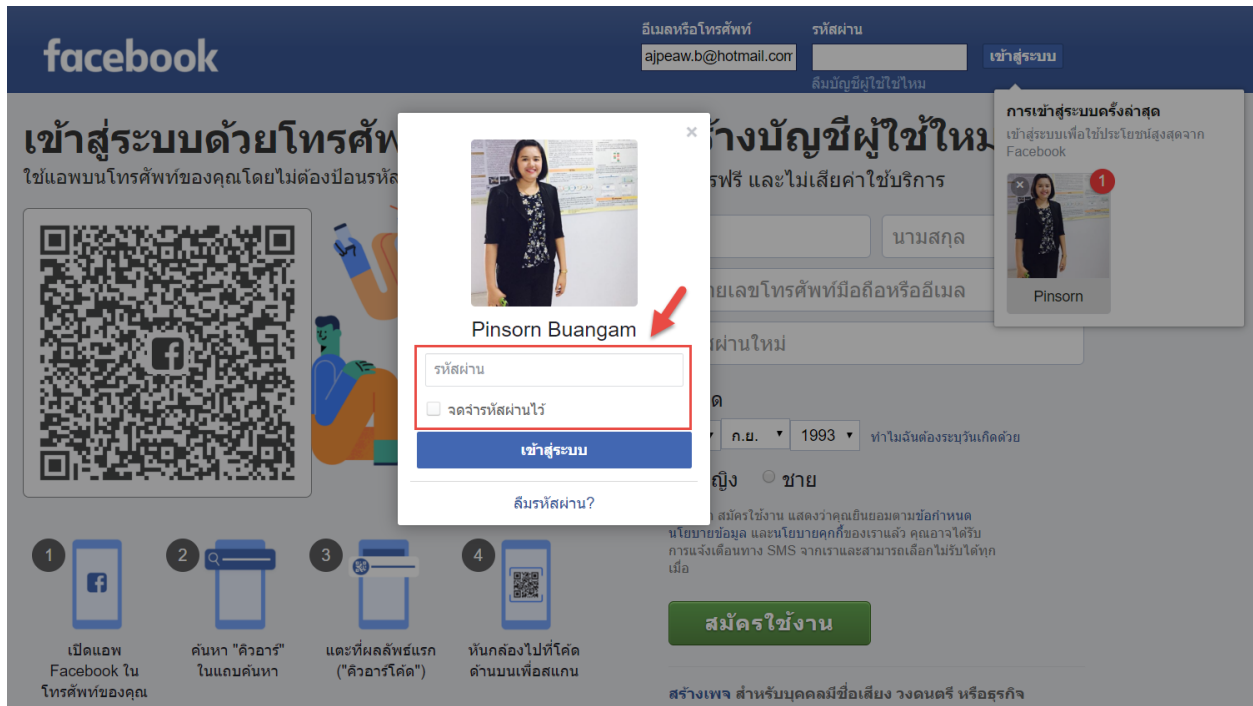 facebook
อีเมลหรือโทรศัพท์
รหัสผ่าน
ajpeaw.b@hotmail.com
เข้าสู่ระบบ
ลืมบัญชีผู้ใช้ใช่ไหม
การเข้าสู่ระบบครั้งล่าสุด
เข้าสู่ระบบเพื่อใช้ประโยชน์สูงสุดจาก
Facebook
1
Pinsorn
เข้าสู่ระบบด้วยโทรศัพ
ใช้แอพบนโทรศัพท์ของคุณโดยไม่ต้องป้อนรหัส
×
Pinsorn Buangam
รหัสผ่าน
จดจำรหัสผ่านไว้
เข้าสู่ระบบ
ลืมรหัสผ่าน?
ร้างบัญชีผู้ใช้ใหม่
รฟรี และไม่เสียค่าใช้บริการ
นามสกุล
ายเลขโทรศัพท์มือถือหรืออีเมล
ผ่านใหม่
ด
ก.ย. 1993 ทำไมฉันต้องระบุวันเกิดด้วย
ญิง ชาย
สมัครใช้งาน แสดงว่าคุณยินยอมตามข้อกำหนด
นโยบายข้อมูล และนโยบายคุกกี้ของเราแล้ว คุณอาจได้รับ
การแจ้งเตือนทาง SMS จากเราและสามารถเลือกไม่รับได้ทุก
เมื่อ
สมัครใช้งาน
สร้างเพจ สำหรับบุคคลมีชื่อเสียง วงดนตรี หรือธุรกิจ
1
เปิดแอพ
Facebook ใน
โทรศัพท์ของคุณ
2
ค้นหา "คิวอาร์"
ในแถบค้นหา
3
แตะที่ผลลัพธ์แรก
("คิวอาร์โค้ด")
4
หันกล้องไปที่โค้ด
ด้านบนเพื่อสแกน